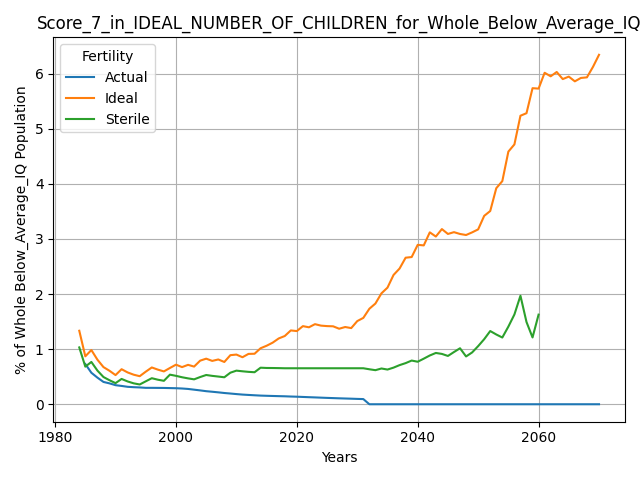 Score_7_in_IDEAL_NUMBER_OF_CHILDREN_for_Whole_Below_Average_IQ
Fertility
Actual
Ideal
Sterile
% of Whole Below_Average_IQ Population
6
5
4
3
2
1
0
1980 2000 2020 2040 2060
Years